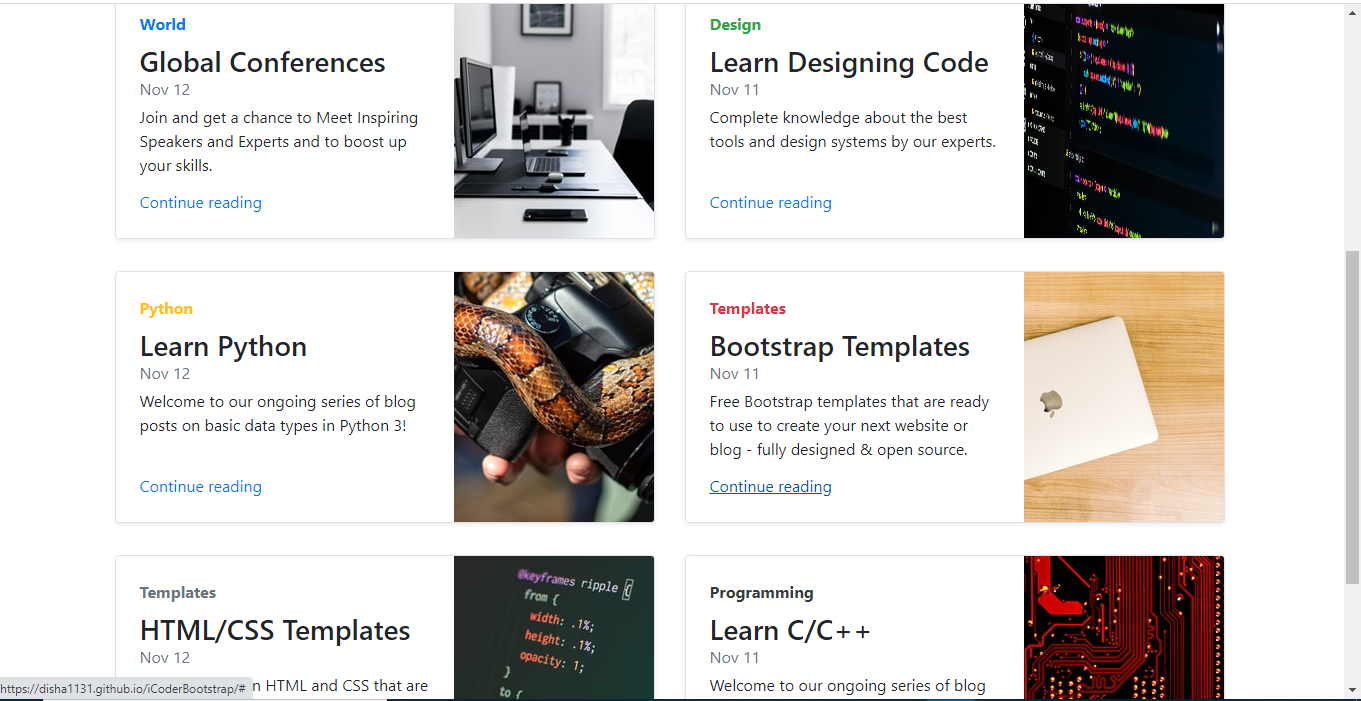 World
Global Conferences
Nov 12
Join and get a chance to Meet Inspiring
Speakers and Experts and to boost up
your skills.
Continue reading
Design
Learn Designing Code
Nov 11
Complete knowledge about the best
tools and design systems by our experts.
Continue reading
Python
Learn Python
Nov 12
Welcome to our ongoing series of blog
posts on basic data types in Python 3!
Continue reading
Templates
Bootstrap Templates
Nov 11
Free Bootstrap templates that are ready
to use to create your next website or
blog - fully designed & open source.
Continue reading
Templates
HTML/CSS Templates
Nov 12
n HTML and CSS that are
@keyframes ripple {
from {
width: .1%;
height: .1%;
opacity: 1;
}
to {
Programming
Learn C/C++
Nov 11
Welcome to our ongoing series of blog
https://disha1131.github.io/iCoderBootstrap/#